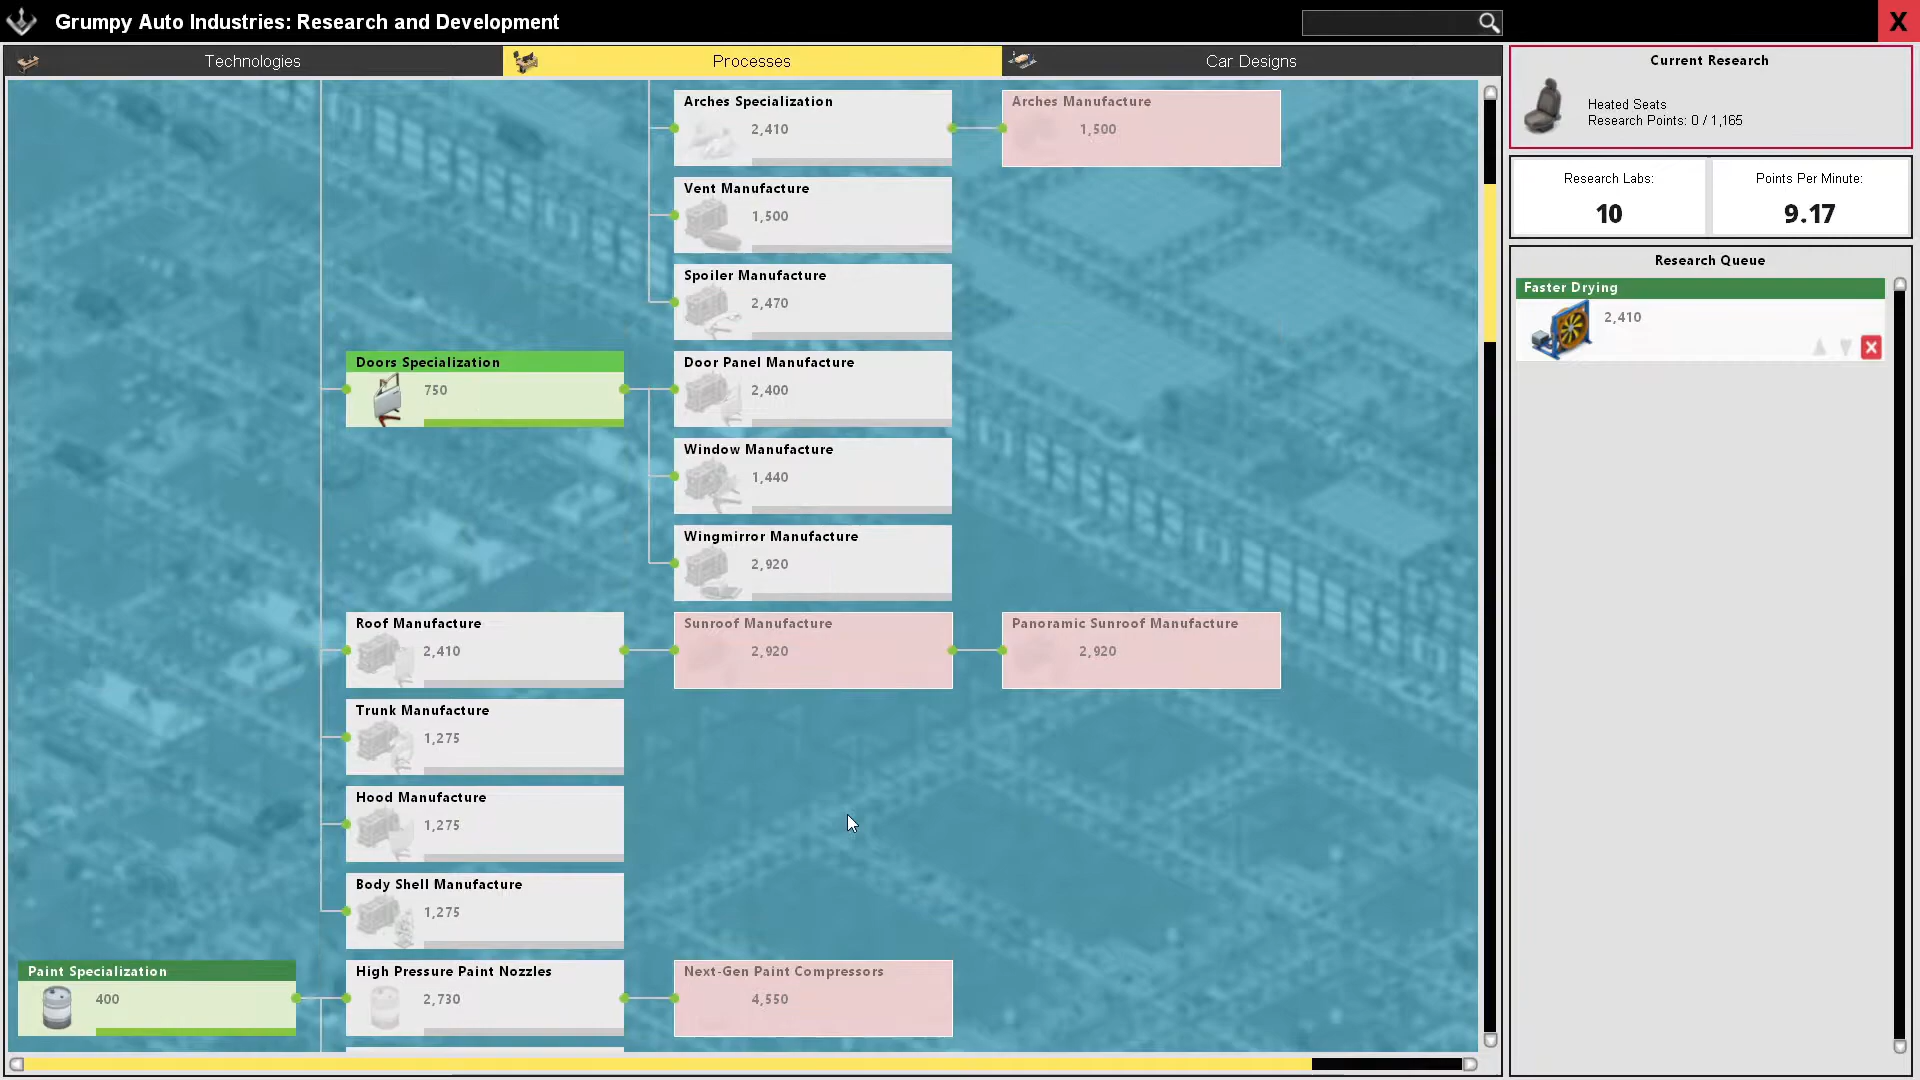 Grumpy Auto Industries: Research and Development
X
Technologies
Processes
Car Designs
Arches Specialization
2,410
Arches Manufacture
1,500
Vent Manufacture
1,500
Spoiler Manufacture
2,470
Doors Specialization
750
Door Panel Manufacture
2,400
Window Manufacture
1,440
Wingmirror Manufacture
2,920
Roof Manufacture
2,410
Sunroof Manufacture
2,920
Panoramic Sunroof Manufacture
2,920
Trunk Manufacture
1,275
Hood Manufacture
1,275
Body Shell Manufacture
1,275
Paint Specialization
400
High Pressure Paint Nozzles
2,730
Next-Gen Paint Compressors
4,550
Current Research
Heated Seats
Research Points: 0 / 1,165
Research Labs:
10
Points Per Minute:
9.17
Research Queue
Faster Drying
2,410